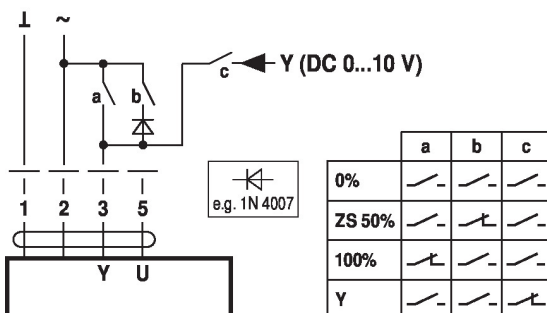 ⊥ ~
c Y (DC 0...10 V)
a b
e.g. 1N 4007
1 2 3 5
Y U
a b c
0%
ZS 50%
100%
Y